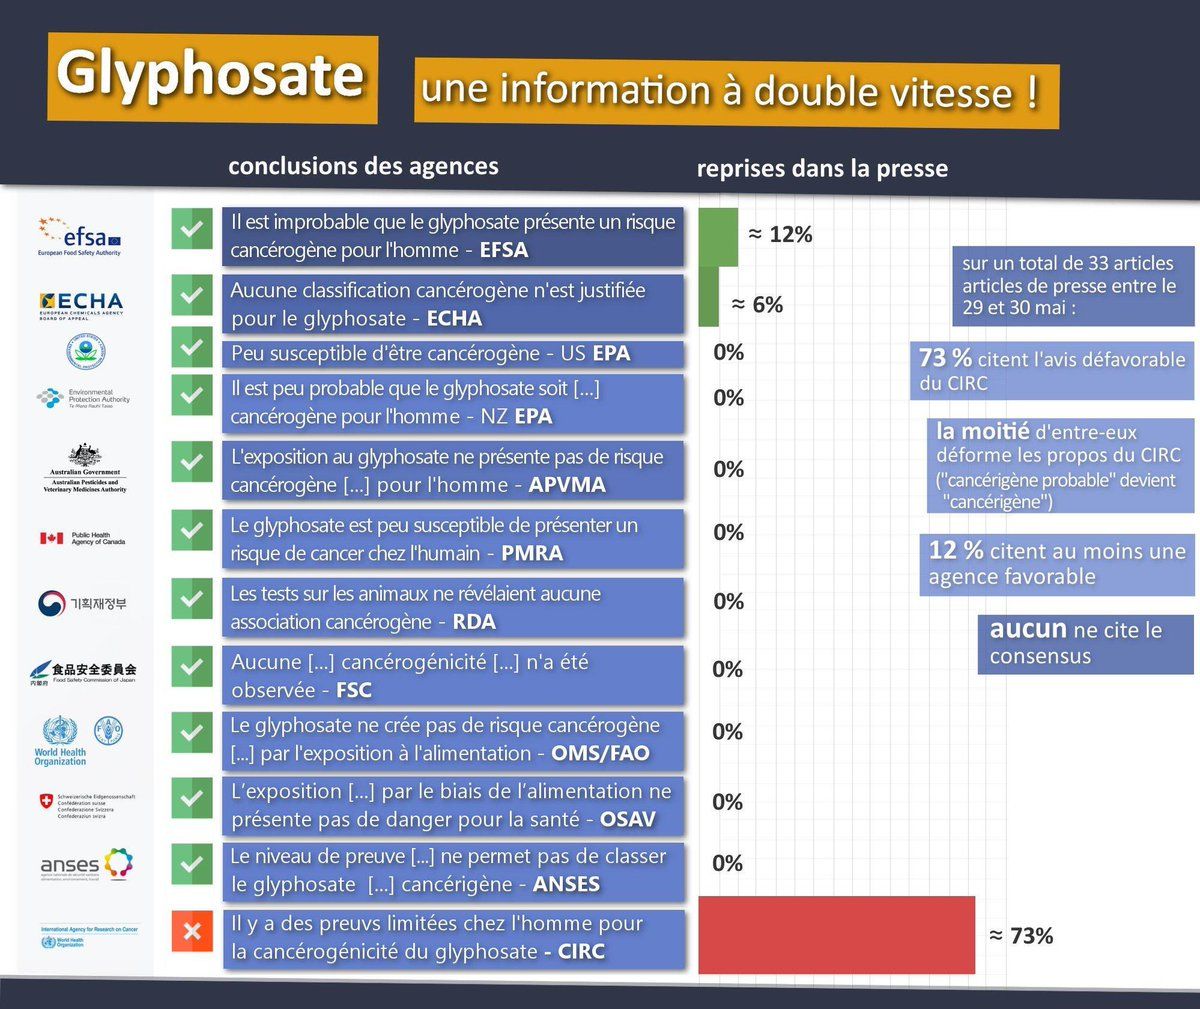 Glyphosate
une information à double vitesse !
conclusions des agences
reprises dans la presse
efsa
European Food Safety Authority
Il est improbable que le glyphosate présente un risque
cancérogène pour l'homme - EFSA
≈ 12%
ECHA
EUROPEAN CHEMICALS AGENCY
BOARD OF APPEAL
Aucune classification cancérogène n'est justifiée
pour le glyphosate - ECHA
≈ 6%
Peu susceptible d'être cancérogène - US EPA
0%
Environmental
Protection Authority
Te Mana Rauhī Taiao
Il est peu probable que le glyphosate soit [...]
cancérogène pour l'homme - NZ EPA
0%
Australian Government
Australian Pesticides and
Veterinary Medicines Authority
L'exposition au glyphosate ne présente pas de risque
cancérogène [...] pour l'homme - APVMA
0%
Public Health
Agency of Canada
Le glyphosate est peu susceptible de présenter un
risque de cancer chez l'humain - PMRA
0%
기획재정부
Les tests sur les animaux ne révélaient aucune
association cancérogène - RDA
0%
内閣府
食品安全委員会
Food Safety Commission of Japan
Aucune [...] cancérogénicité [...] n'a été
observée - FSC
0%
FAO
World Health
Organization
Le glyphosate ne crée pas de risque cancérogène
[...] par l'exposition à l'alimentation - OMS/FAO
0%
Schweizerische Eidgenossenschaft
Confédération suisse
Confederazione Svizzera
Confederaziun svizra
L’exposition [...] par le biais de l’alimentation ne
présente pas de danger pour la santé - OSAV
0%
anses
Le niveau de preuve [...] ne permet pas de classer
le glyphosate [...] cancérigène - ANSES
0%
International Agency for Research on Cancer
World Health
Organization
Il y a des preuvs limitées chez l'homme pour
la cancérogénicité du glyphosate - CIRC
≈ 73%
sur un total de 33 articles
articles de presse entre le
29 et 30 mai :
73 % citent l'avis défavorable
du CIRC
la moitié d'entre-eux
déforme les propos du CIRC
("cancérigène probable" devient
"cancérigène")
12 % citent au moins une
agence favorable
aucun ne cite le
consensus